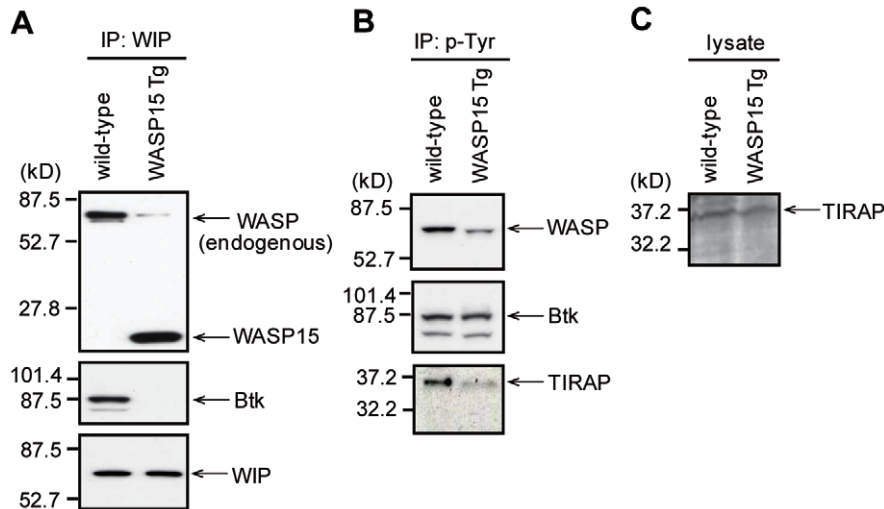 A
IP: WIP
wild-type
WASP15 Tg
(kD)
87.5
WASP
(endogenous)
52.7
27.8
WASP15
101.4
87.5
Btk
87.5
WIP
52.7
B
IP: p-Tyr
wild-type
WASP15 Tg
(kD)
87.5
WASP
52.7
101.4
87.5
Btk
37.2
TIRAP
32.2
C
lysate
wild-type
WASP15 Tg
(kD)
37.2
TIRAP
32.2